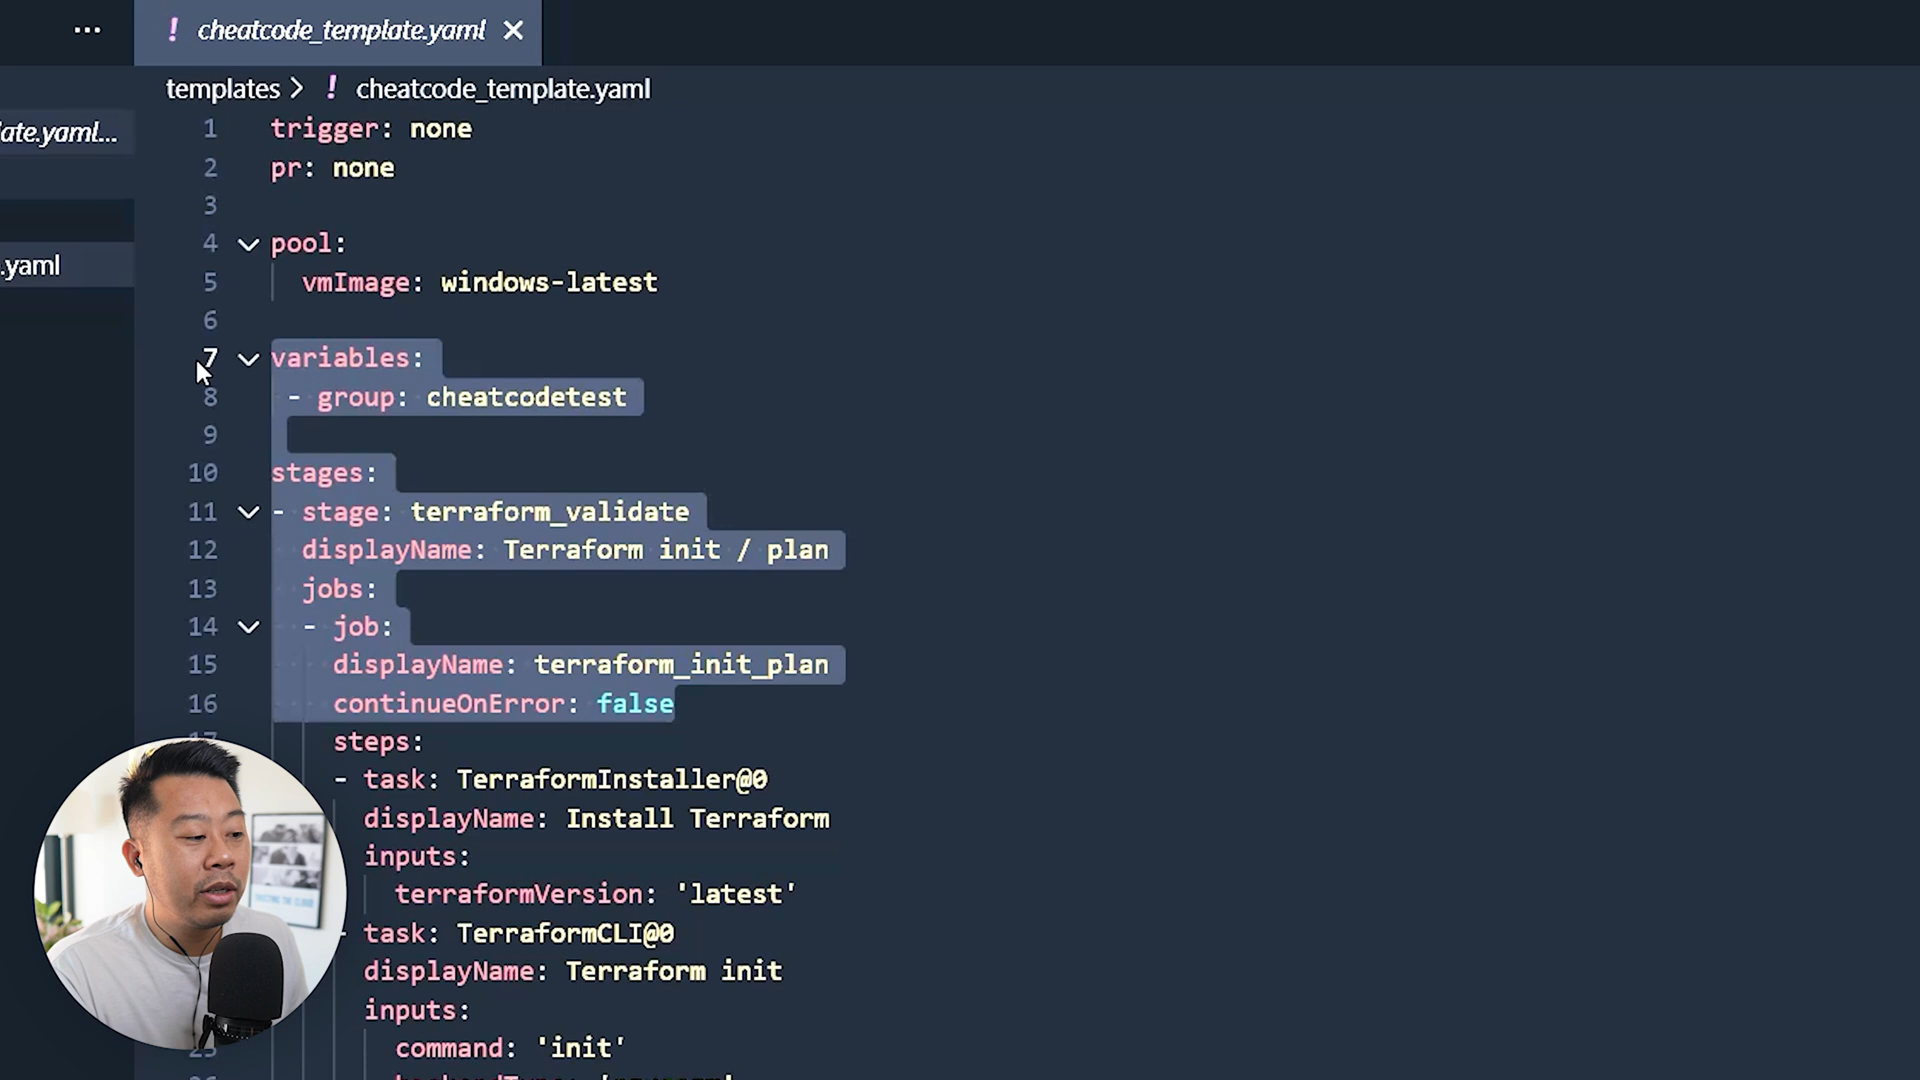 ... ! cheatcode_template.yaml
templates > ! cheatcode_template.yaml
ate.yaml...
.yaml
1 trigger: none
2 pr: none
3
4 pool:
5 vmImage: windows-latest
6
7 variables:
8 - group: cheatcodetest
9
10 stages:
11 - stage: terraform_validate
12 displayName: Terraform init / plan
13 jobs:
14 - job:
15 displayName: terraform_init_plan
16 continueOnError: false
steps:
- task: TerraformInstaller@0
displayName: Install Terraform
inputs:
terraformVersion: 'latest'
- task: TerraformCLI@0
displayName: Terraform init
inputs:
command: 'init'